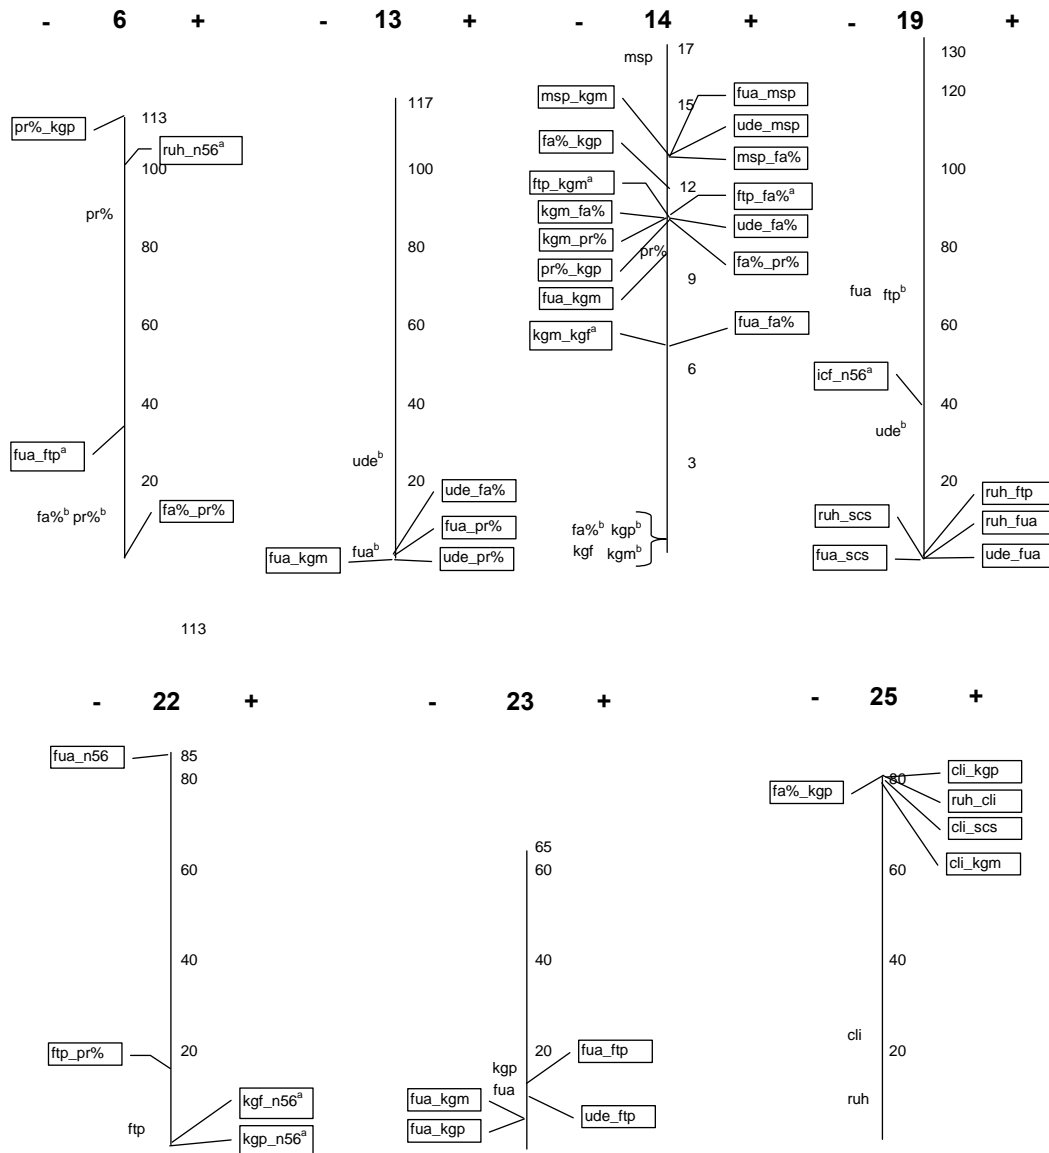 - 6 +
113
pr%_kgp
ruh_n56a
100
pr%
80
60
40
fua_ftpa
20
fa%b pr%b
fa%_pr%
- 13 +
117
100
80
60
40
udeb
20
ude_fa%
fua_pr%
fuab
fua_kgm
ude_pr%
- 14 +
17
msp
msp_kgm
15
fua_msp
ude_msp
fa%_kgp
msp_fa%
ftp_kgma
12
ftp_fa%a
kgm_fa%
ude_fa%
kgm_pr%
pr%
fa%_pr%
pr%_kgp
9
fua_kgm
kgm_kgfa
fua_fa%
6
3
fa%b kgpb
kgf kgmb
- 19 +
130
120
100
80
fua ftpb
60
icf_n56a
40
udeb
20
ruh_ftp
ruh_scs
ruh_fua
fua_scs
ude_fua
113
- 22 +
fua_n56
85
80
60
40
ftp_pr%
20
kgf_n56a
ftp
kgp_n56a
- 23 +
65
60
40
20
fua_ftp
kgp
fua
fua_kgm
ude_ftp
fua_kgp
- 25 +
cli_kgp
80
fa%_kgp
ruh_cli
cli_scs
cli_kgm
60
40
cli
20
ruh